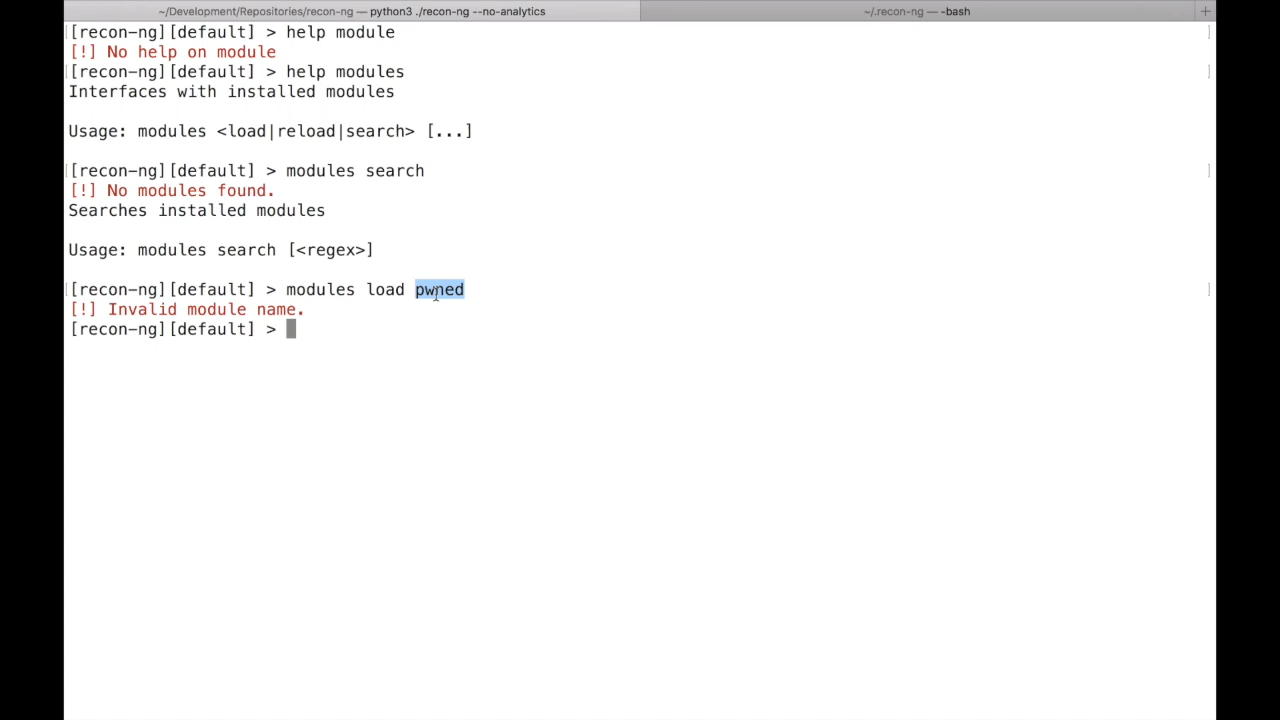 ~/Development/Repositories/recon-ng — python3 ./recon-ng --no-analytics
~/.recon-ng — -bash
+
[recon-ng][default] > help module
[!] No help on module
[recon-ng][default] > help modules
Interfaces with installed modules
Usage: modules <load|reload|search> [...]
[recon-ng][default] > modules search
[!] No modules found.
Searches installed modules
Usage: modules search [<regex>]
[recon-ng][default] > modules load pwned
[!] Invalid module name.
[recon-ng][default] >